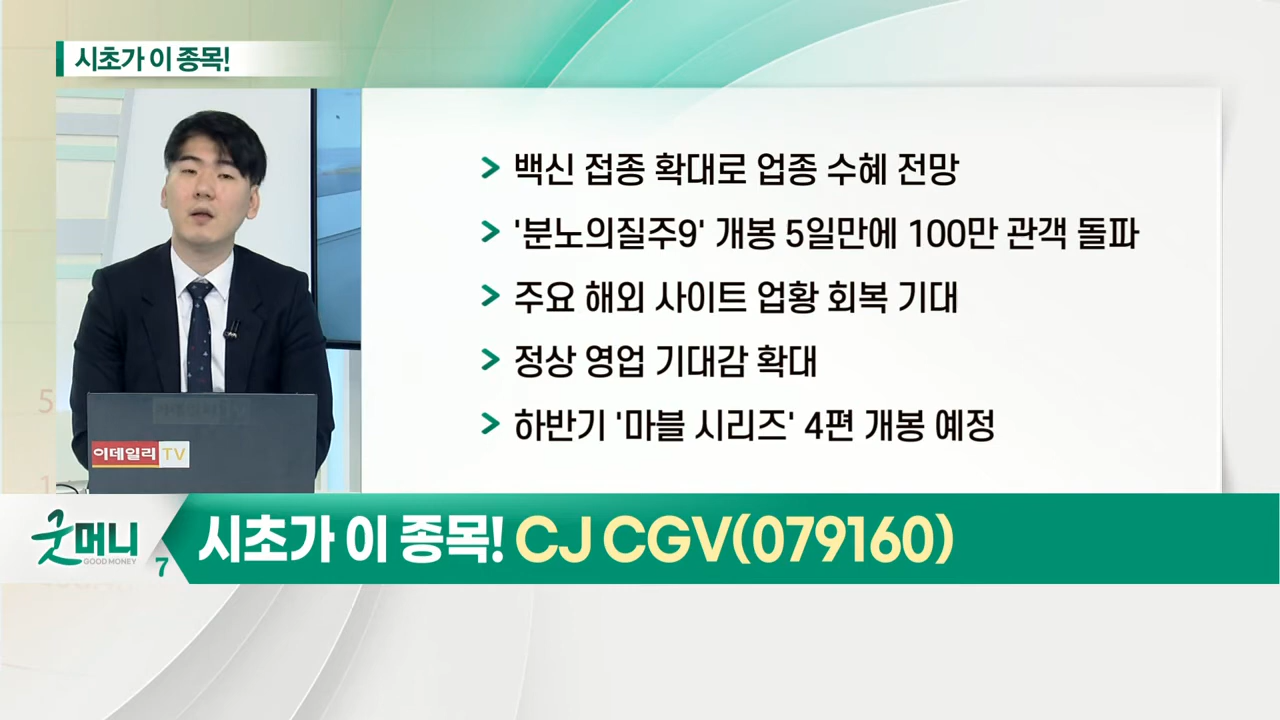 시초가 이 종목!
> 백신 접종 확대로 업종 수혜 전망
> '분노의질주9' 개봉 5일만에 100만 관객 돌파
> 주요 해외 사이트 업황 회복 기대
> 정상 영업 기대감 확대
> 하반기 '마블 시리즈' 4편 개봉 예정
이데일리 TV
굿머니
GOOD MONEY
7
시초가 이 종목! CJ CGV(079160)